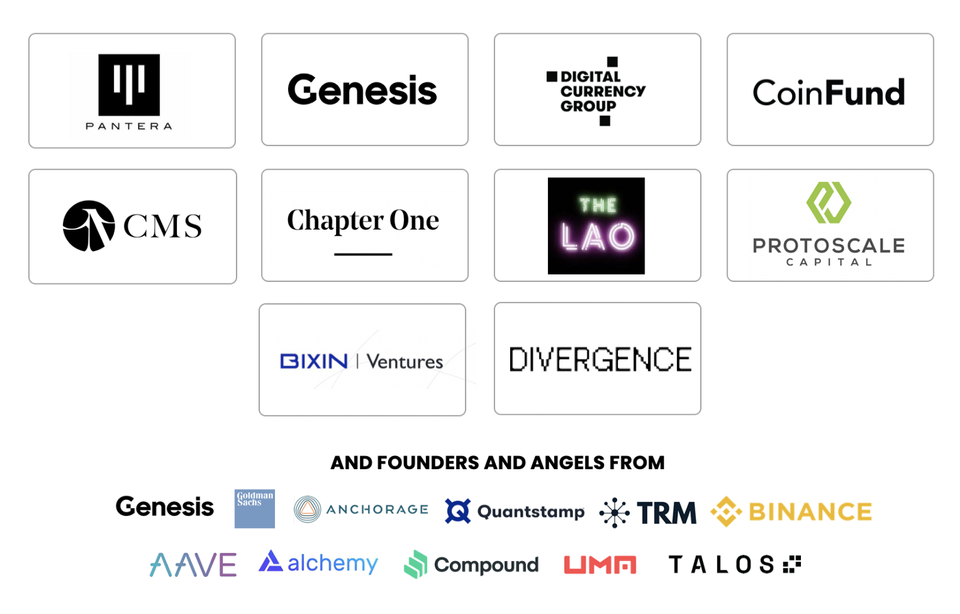 PANTERA
Genesis
DIGITAL
CURRENCY
GROUP
CoinFund
CMS
Chapter One
THE
LAO
PROTOSCALE
CAPITAL
BIXIN | Ventures
DIVERGENCE
AND FOUNDERS AND ANGELS FROM
Genesis
Goldman
Sachs
ANCHORAGE
Quantstamp
TRM
BINANCE
AAVE
alchemy
Compound
UMA
TALOS